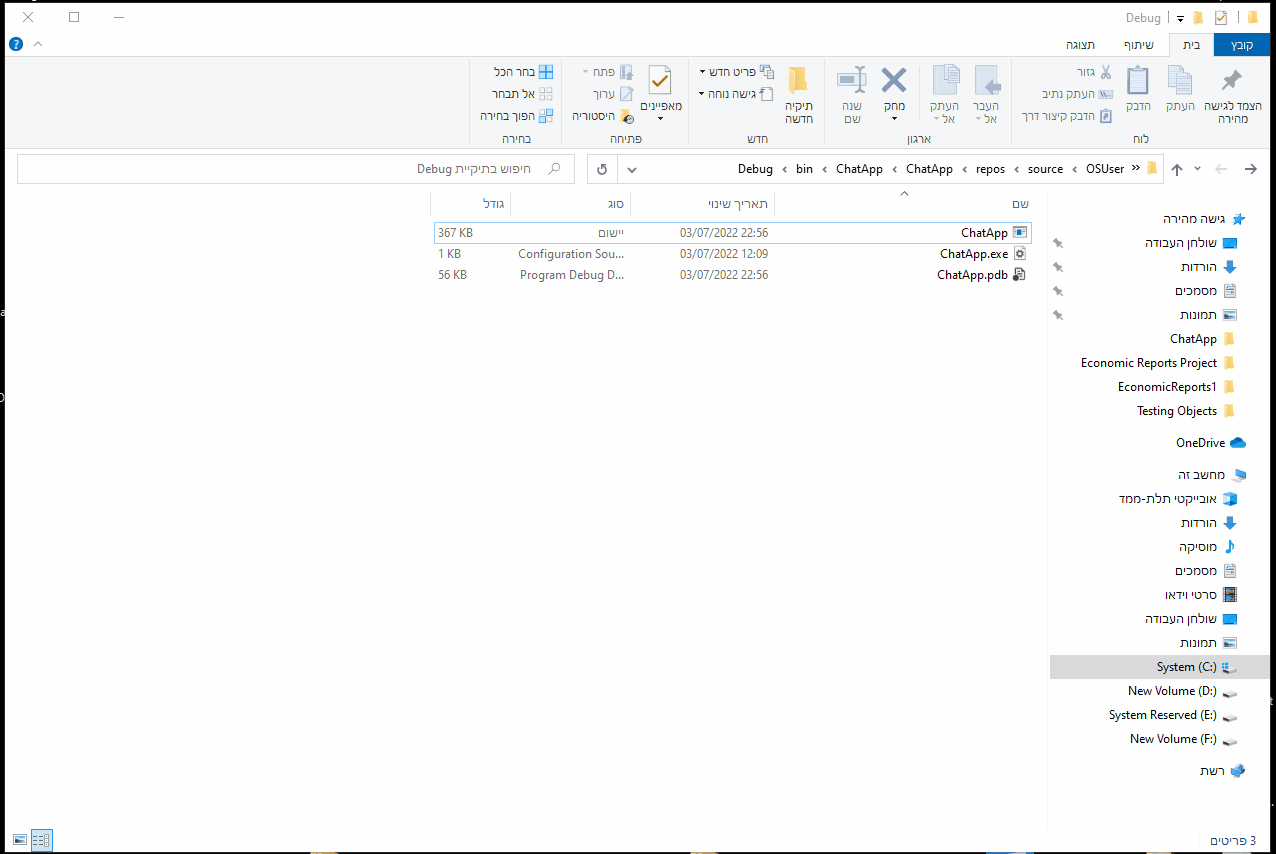 Debug
קובץ בית שיתוף תצוגה
הצמד לגישה מהירה
העתק
הדבק
גזור
העתק נתיב
הדבק קיצור דרך
לוח
העבר אל
העתק אל
מחק
שנה שם
ארגון
תיקיה חדשה
פריט חדש
גישה נוחה
חדש
מאפיינים
פתח
ערוך
היסטוריה
פתיחה
בחר הכל
אל תבחר
הפוך בחירה
בחירה
OSUser source repos ChatApp ChatApp bin Debug
חיפוש בתיקיית Debug
שם תאריך שינוי סוג גודל
ChatApp 03/07/2022 22:56 יישום 367 KB
ChatApp.exe 03/07/2022 12:09 Configuration Sou... 1 KB
ChatApp.pdb 03/07/2022 22:56 Program Debug D... 56 KB
גישה מהירה
שולחן העבודה
הורדות
מסמכים
תמונות
ChatApp
Economic Reports Project
EconomicReports1
Testing Objects
OneDrive
מחשב זה
אובייקטי תלת-ממד
הורדות
מוסיקה
מסמכים
סרטי וידאו
שולחן העבודה
תמונות
System (C:)
New Volume (D:)
System Reserved (E:)
New Volume (F:)
רשת
3 פריטים